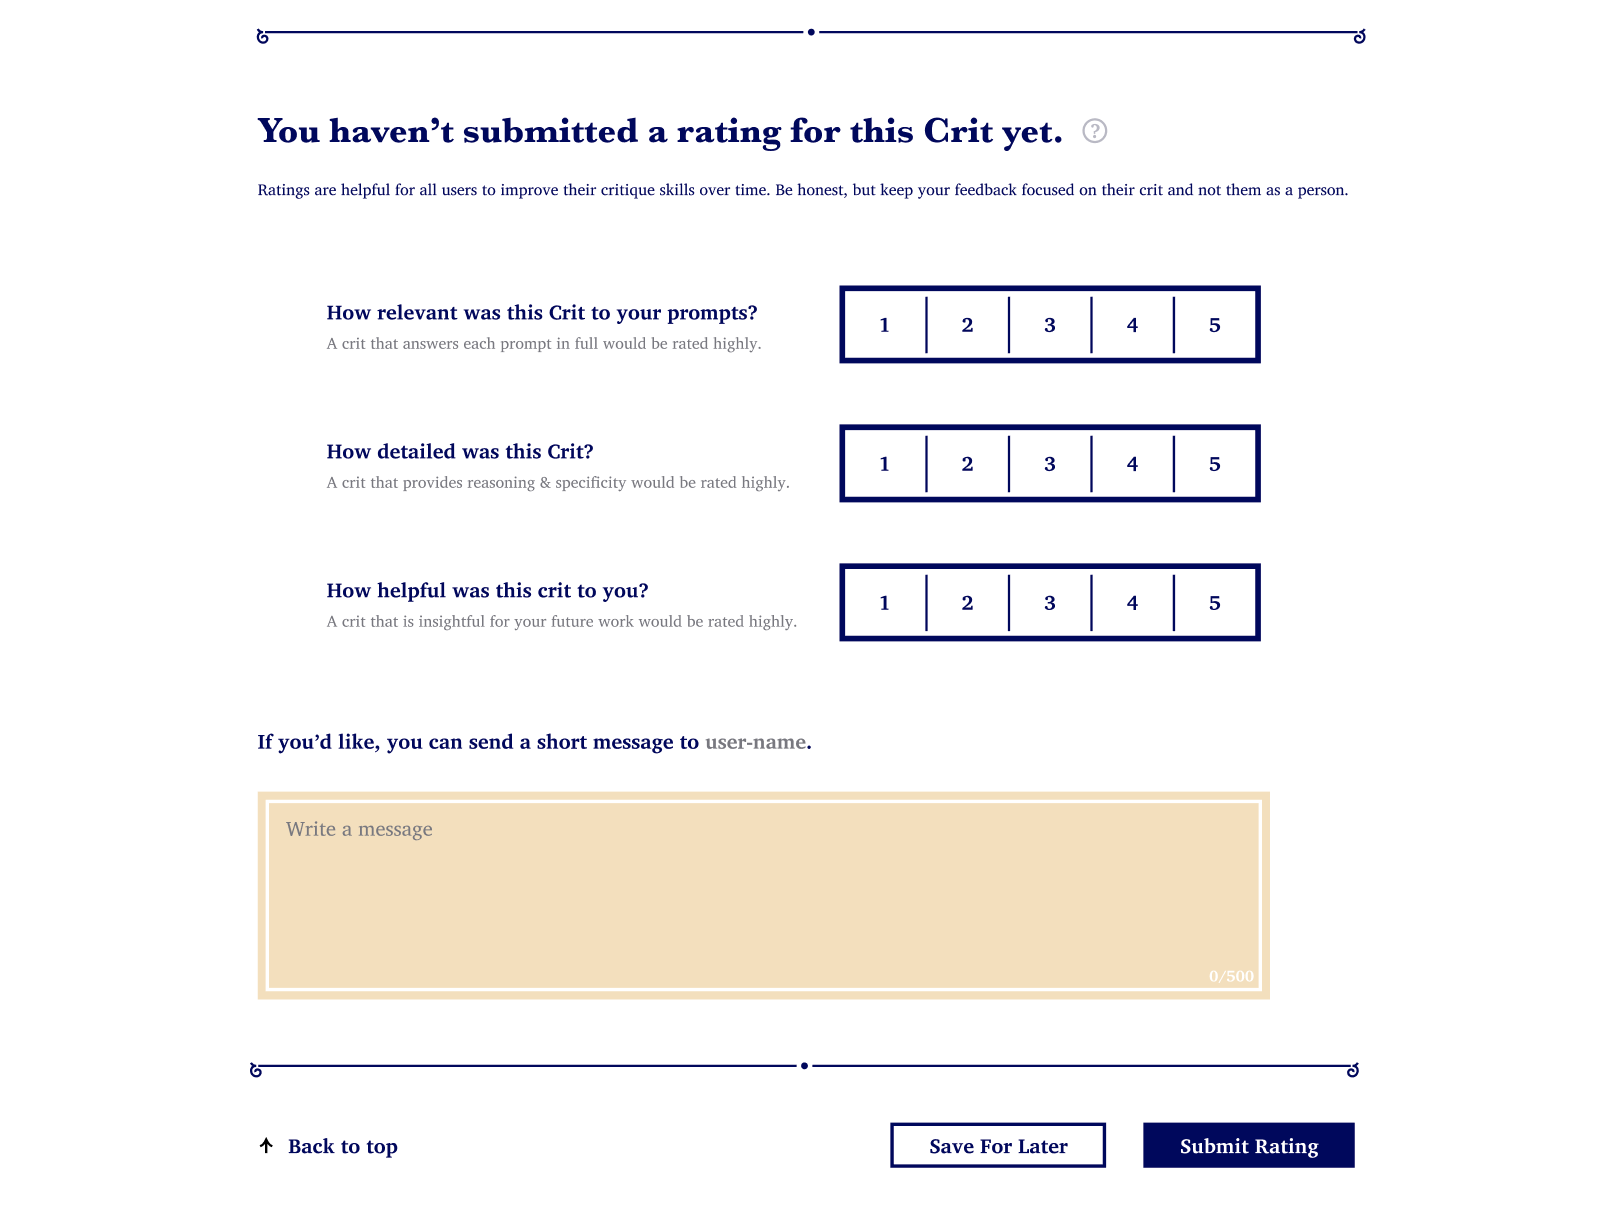 You haven’t submitted a rating for this Crit yet. ?
Ratings are helpful for all users to improve their critique skills over time. Be honest, but keep your feedback focused on their crit and not them as a person.
How relevant was this Crit to your prompts?
A crit that answers each prompt in full would be rated highly.
1 2 3 4 5
How detailed was this Crit?
A crit that provides reasoning & specificity would be rated highly.
1 2 3 4 5
How helpful was this crit to you?
A crit that is insightful for your future work would be rated highly.
1 2 3 4 5
If you’d like, you can send a short message to user-name.
Write a message
0/500
Back to top
Save For Later
Submit Rating